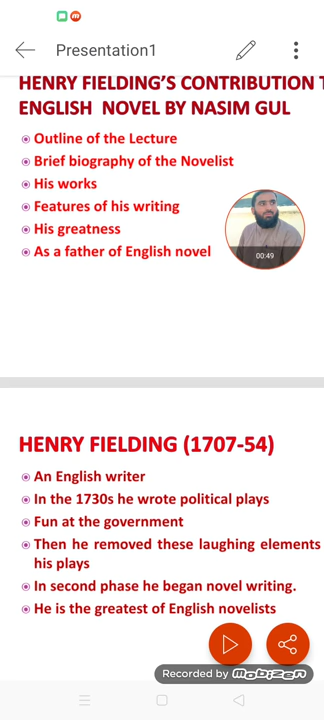 Presentation1
HENRY FIELDING'S CONTRIBUTION T
ENGLISH NOVEL BY NASIM GUL
Outline of the Lecture
Brief biography of the Novelist
His works
Features of his writing
His greatness
As a father of English novel
00:49
HENRY FIELDING (1707-54)
An English writer
In the 1730s he wrote political plays
Fun at the government
Then he removed these laughing elements
his plays
In second phase he began novel writing.
He is the greatest of English novelists
Recorded by mobizen